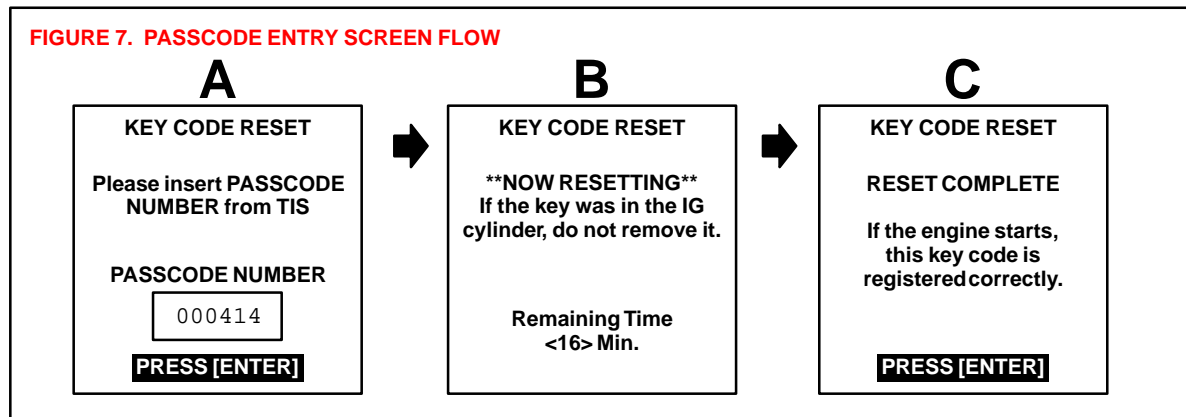 FIGURE 7. PASSCODE ENTRY SCREEN FLOW
A
KEY CODE RESET
Please insert PASSCODE
NUMBER from TIS
PASSCODE NUMBER
000414
PRESS [ENTER]
B
KEY CODE RESET
**NOW RESETTING**
If the key was in the IG
cylinder, do not remove it.
Remaining Time
<16> Min.
C
KEY CODE RESET
RESET COMPLETE
If the engine starts,
this key code is
registered correctly.
PRESS [ENTER]